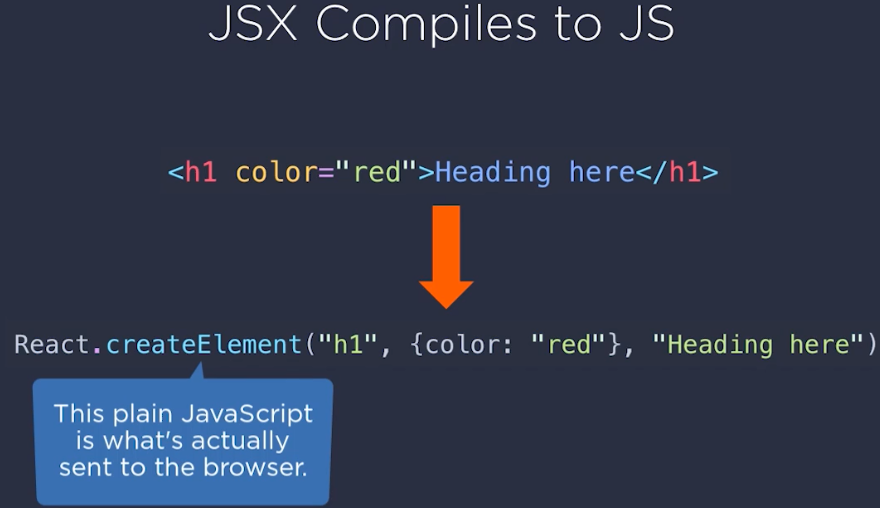 JSX Compiles to JS
<h1 color="red">Heading here</h1>
React.createElement("h1", {color: "red"}, "Heading here")
This plain JavaScript
is what's actually
sent to the browser.